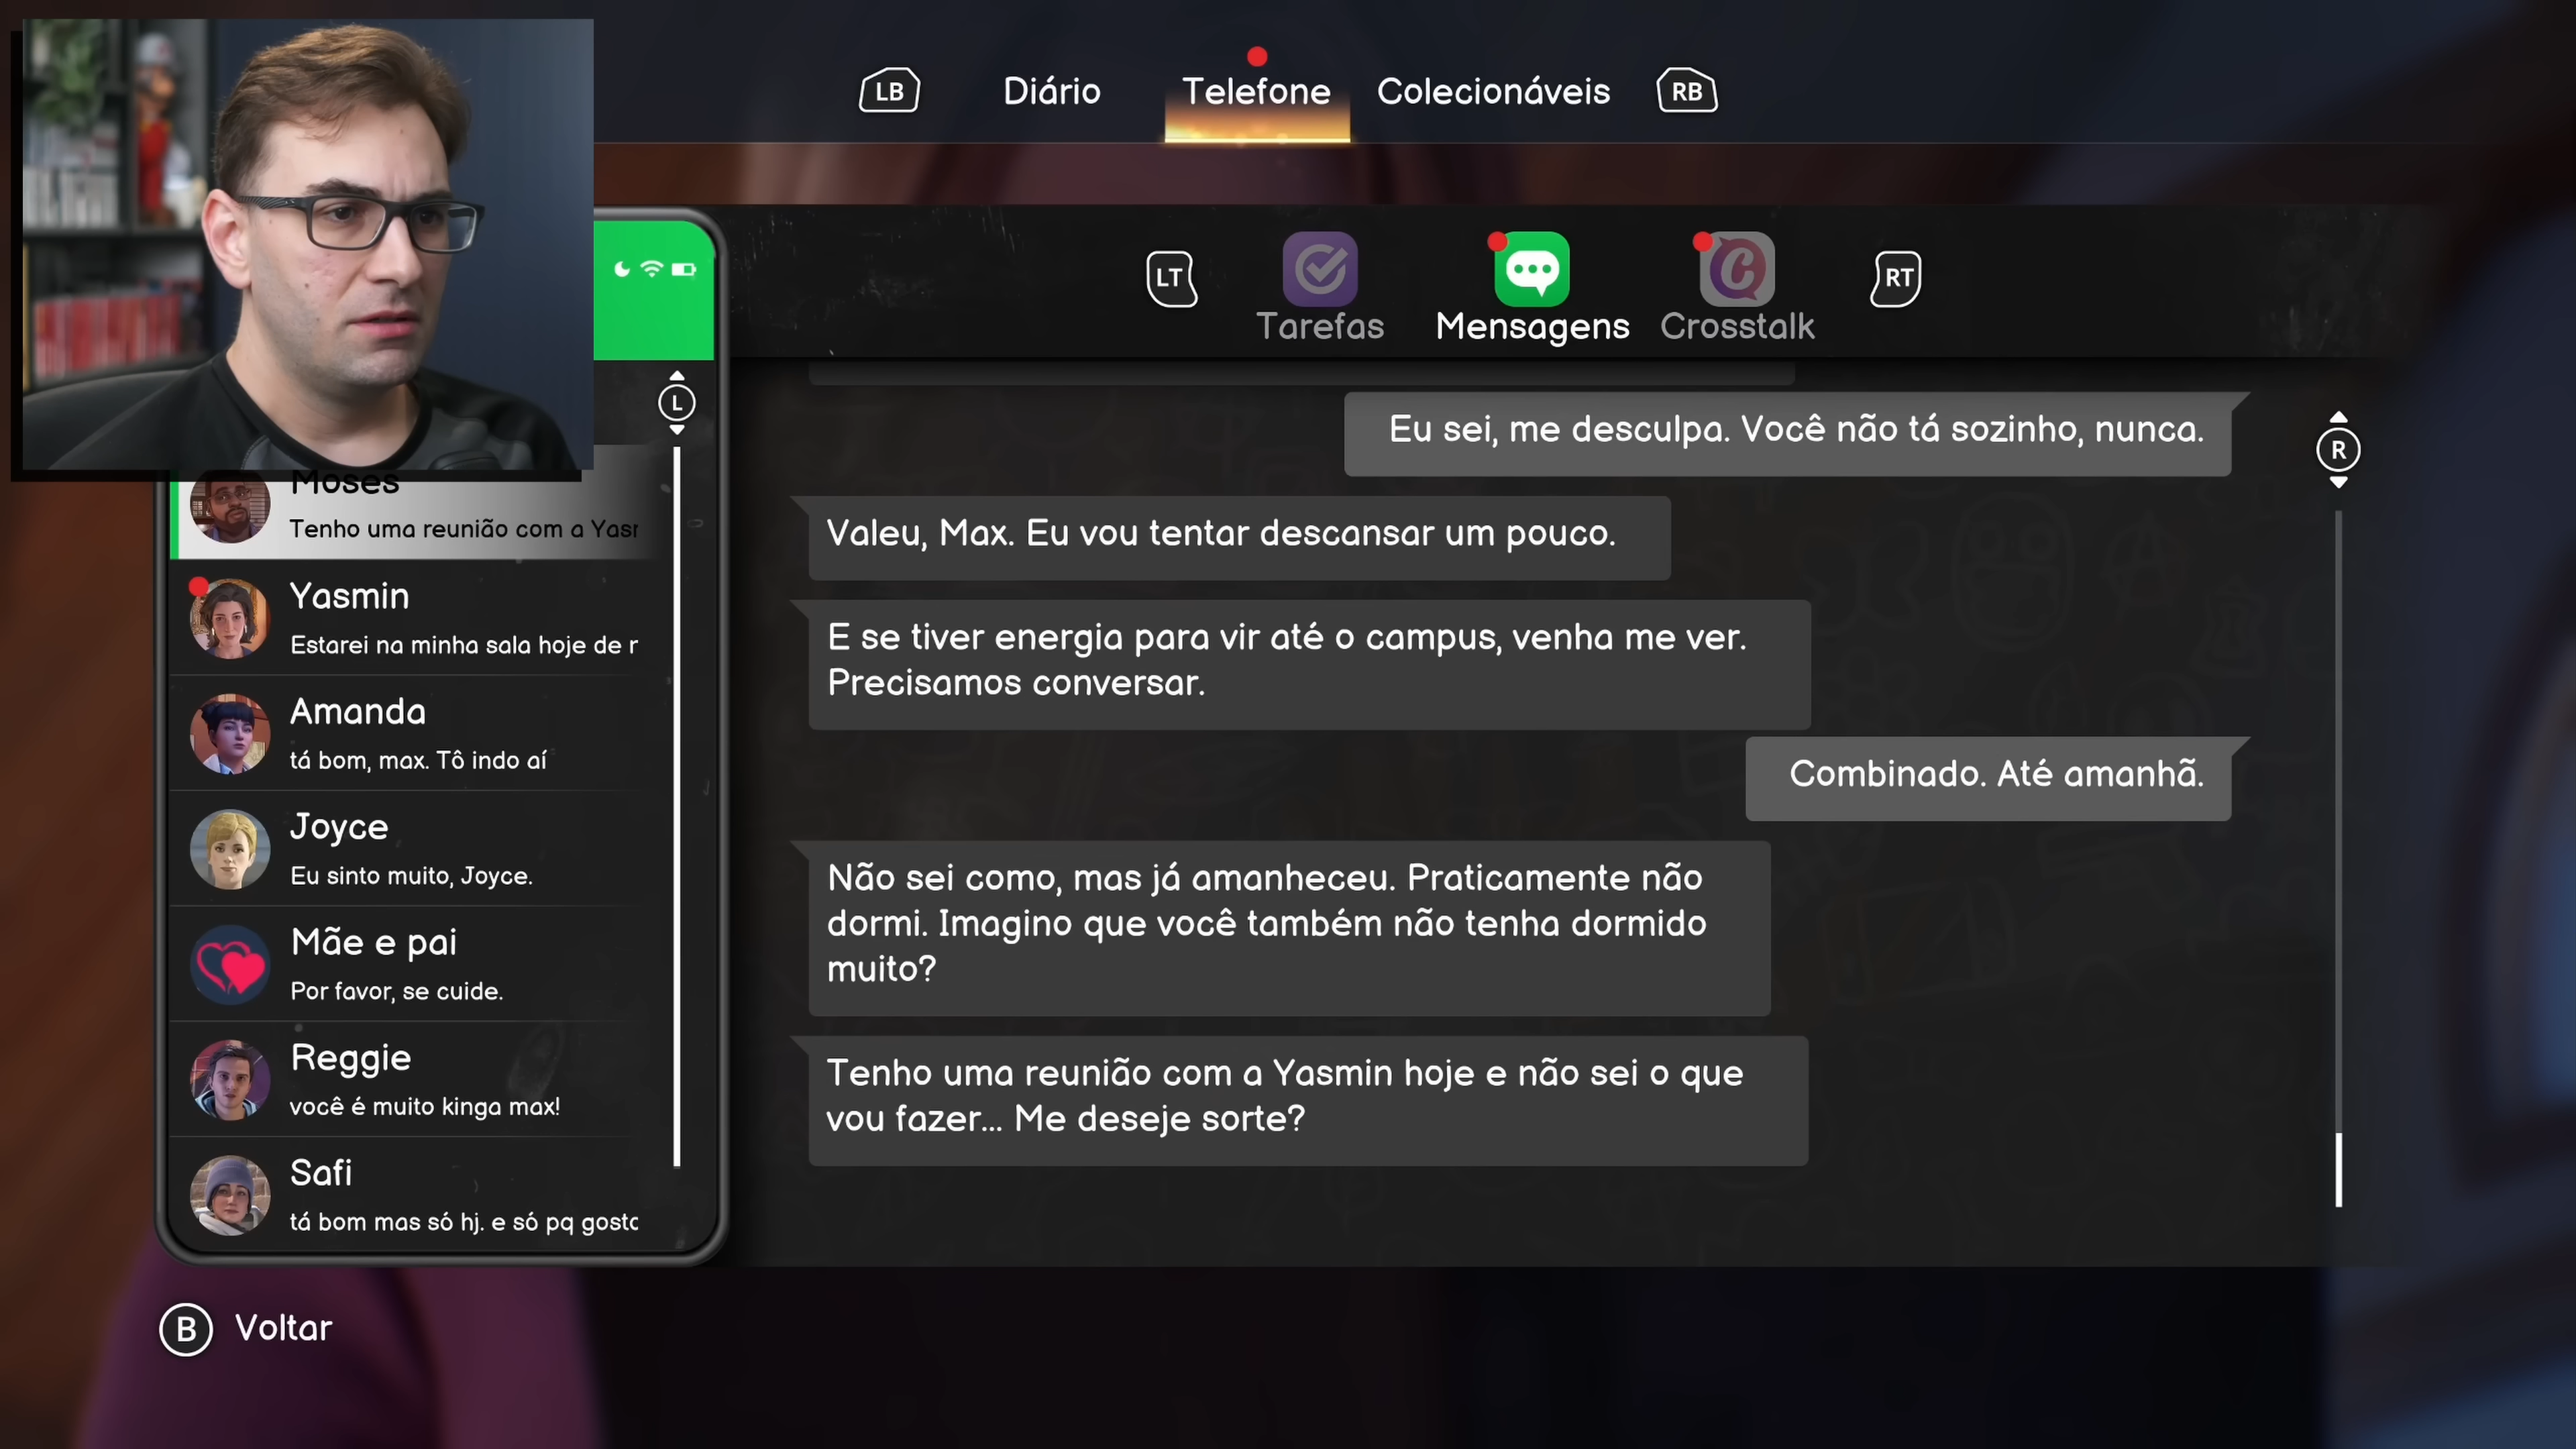 LB Diário Telefone Colecionáveis RB
LT Tarefas Mensagens Crosstalk RT
L
Moses
Tenho uma reunião com a Yasr
Yasmin
Estarei na minha sala hoje de r
Amanda
tá bom, max. Tô indo aí
Joyce
Eu sinto muito, Joyce.
Mãe e pai
Por favor, se cuide.
Reggie
você é muito kinga max!
Safi
tá bom mas só hj. e só pq gosto
Eu sei, me desculpa. Você não tá sozinho, nunca.
R
Valeu, Max. Eu vou tentar descansar um pouco.
E se tiver energia para vir até o campus, venha me ver.
Precisamos conversar.
Combinado. Até amanhã.
Não sei como, mas já amanheceu. Praticamente não
dormi. Imagino que você também não tenha dormido
muito?
Tenho uma reunião com a Yasmin hoje e não sei o que
vou fazer... Me deseje sorte?
B Voltar